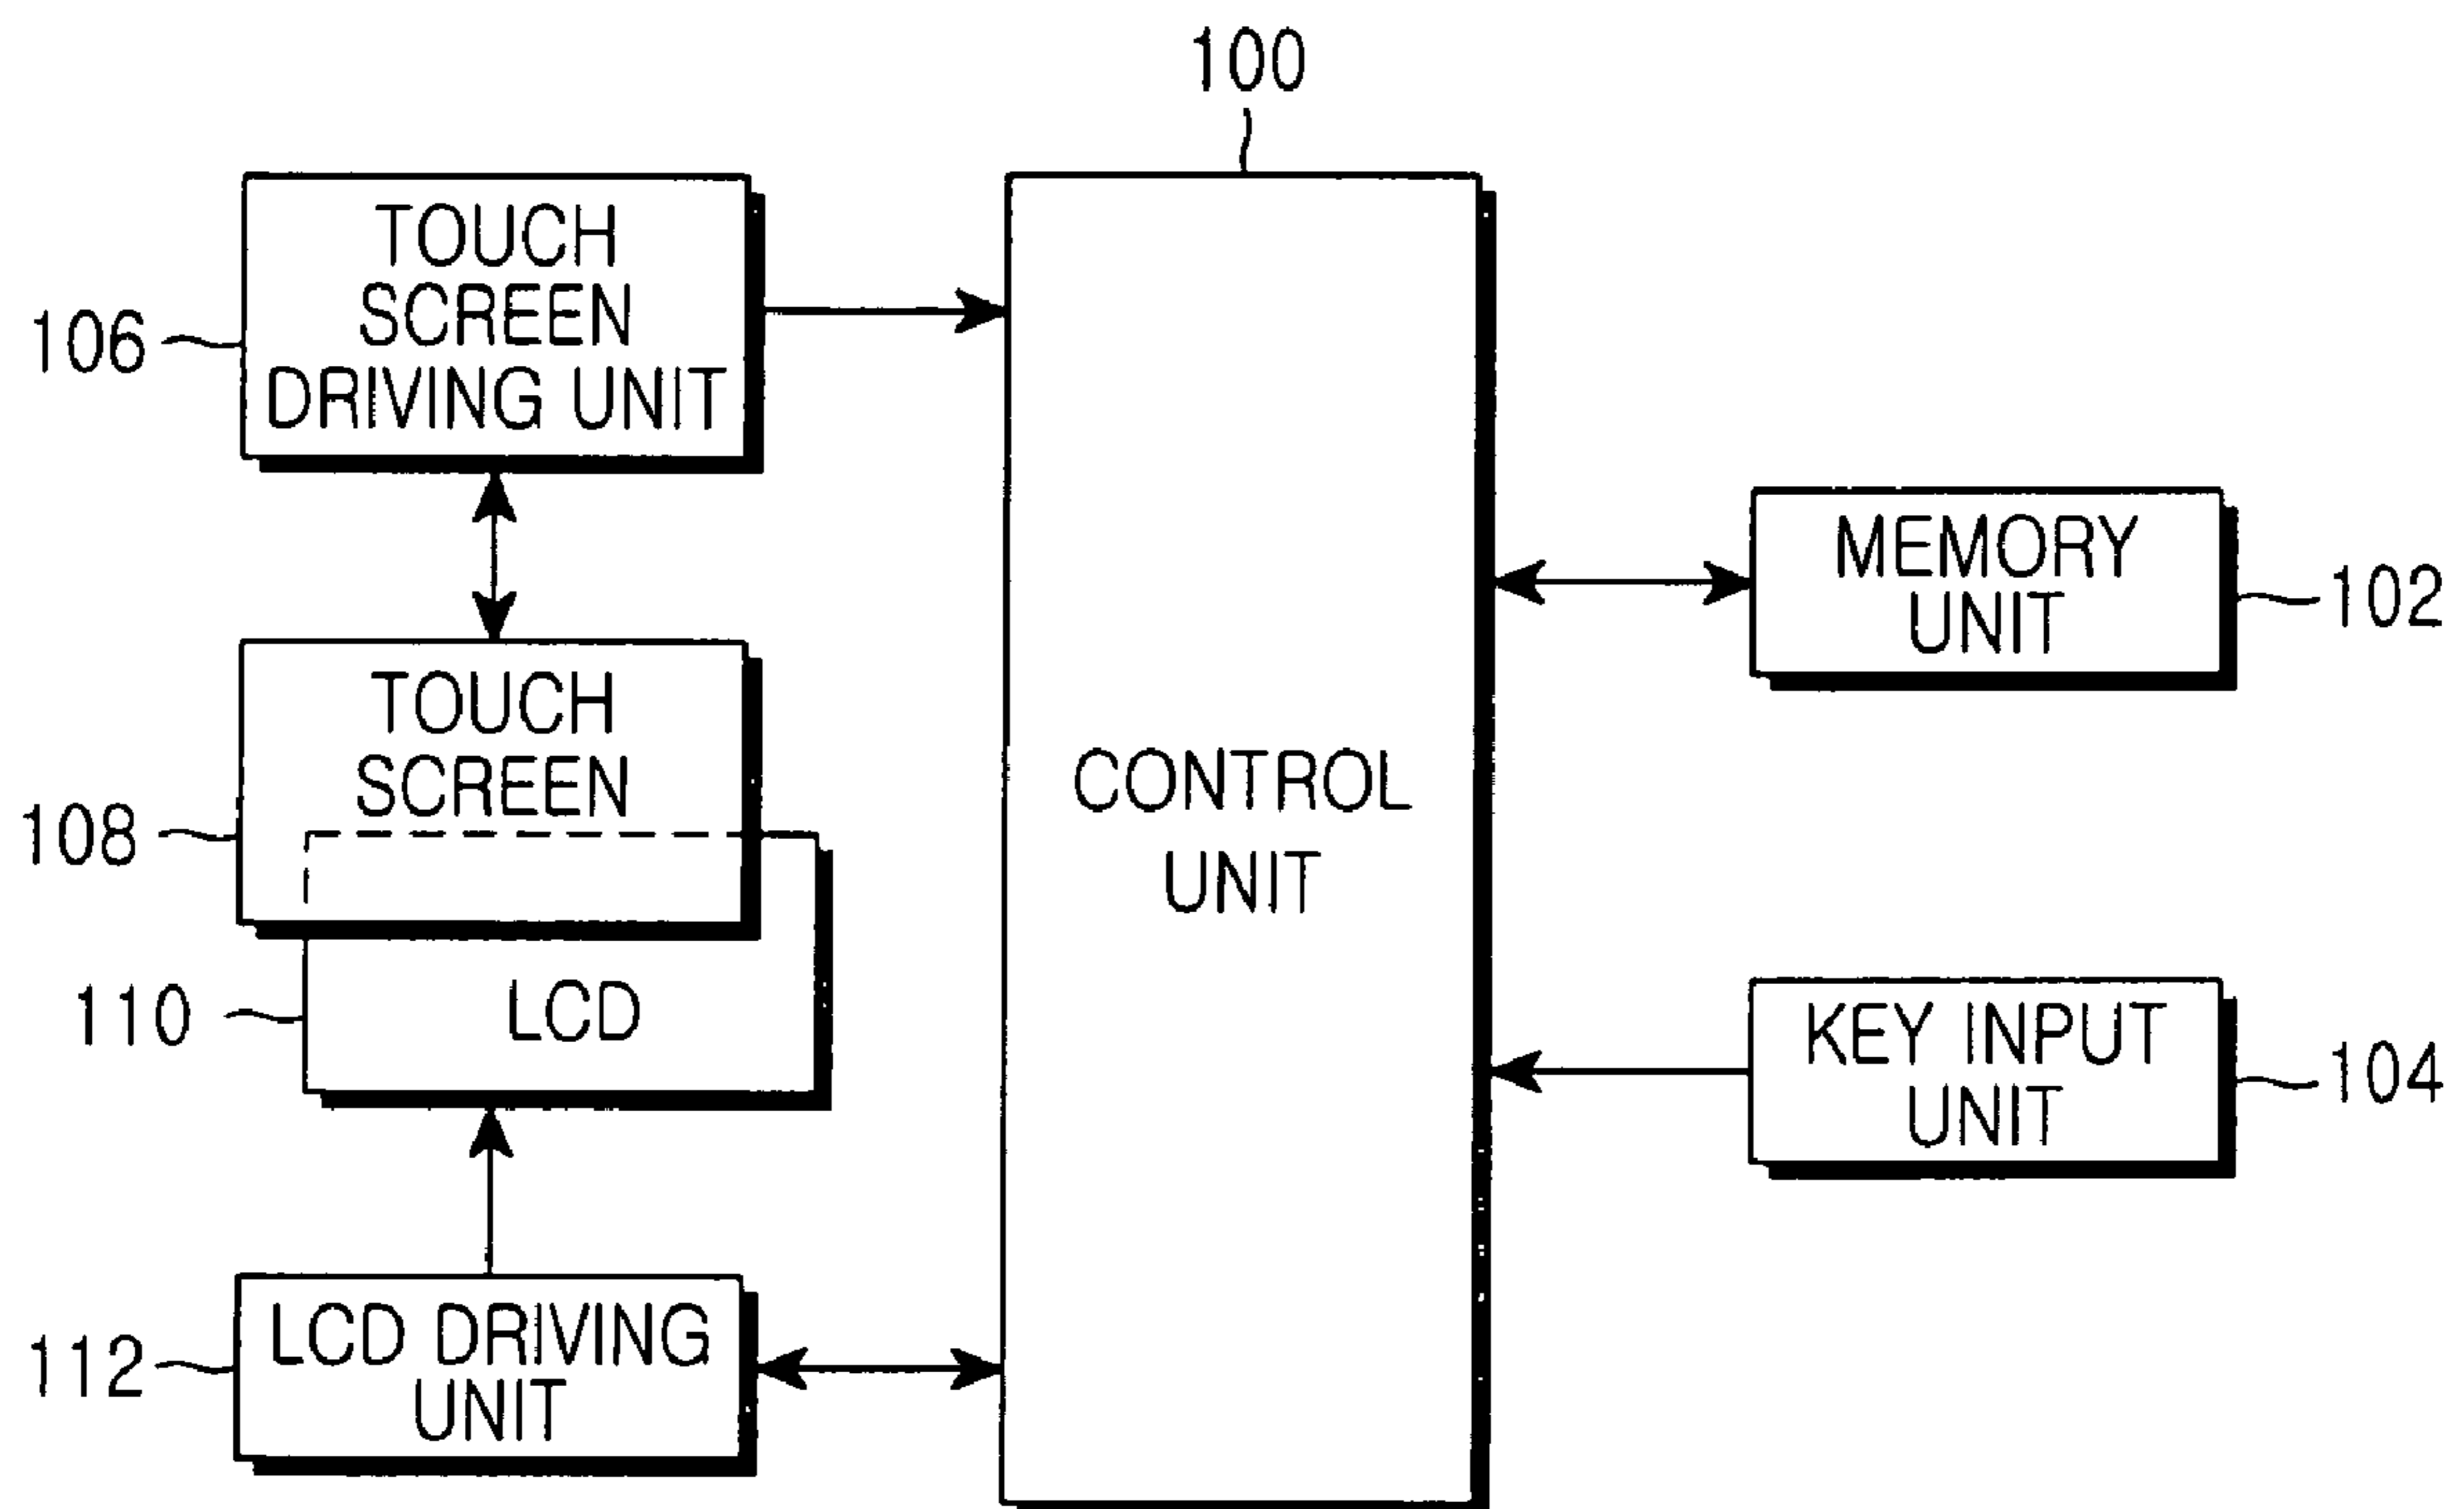 100
TOUCH
SCREEN
DRIVING UNIT
106
MEMORY
UNIT
102
TOUCH
SCREEN
108
CONTROL
UNIT
LCD
110
KEY INPUT
UNIT
104
LCD DRIVING
UNIT
112